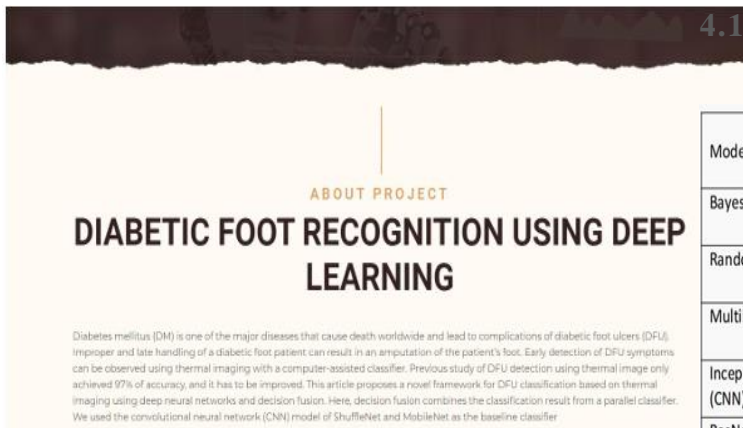 4.1
ABOUT PROJECT
DIABETIC FOOT RECOGNITION USING DEEP
LEARNING
Diabetes mellitus (DM) is one of the major diseases that cause death worldwide and lead to complications of diabetic foot ulcers (DFU).
Improper and late handling of a diabetic foot patient can result in an amputation of the patient's foot. Early detection of DFU symptoms
can be observed using thermal imaging with a computer-assisted classifier. Previous study of DFU detection using thermal image only
achieved 97% of accuracy, and it has to be improved. This article proposes a novel framework for DFU classification based on thermal
imaging using deep neural networks and decision fusion. Here, decision fusion combines the classification result from a parallel classifier.
We used the convolutional neural network (CNN) model of ShuffleNet and MobileNet as the baseline classifier
Mode
Bayes
Rando
Multi
Incep
(CNN)